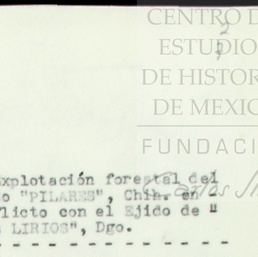 CENTRO D
ESTUDIO
DE HISTOR
DE MEXIC
FUNDACI
Explotación forestal del
o "PILARES", Chih. en -
flicto con el Ejido de "
LIRIOS", Dgo.